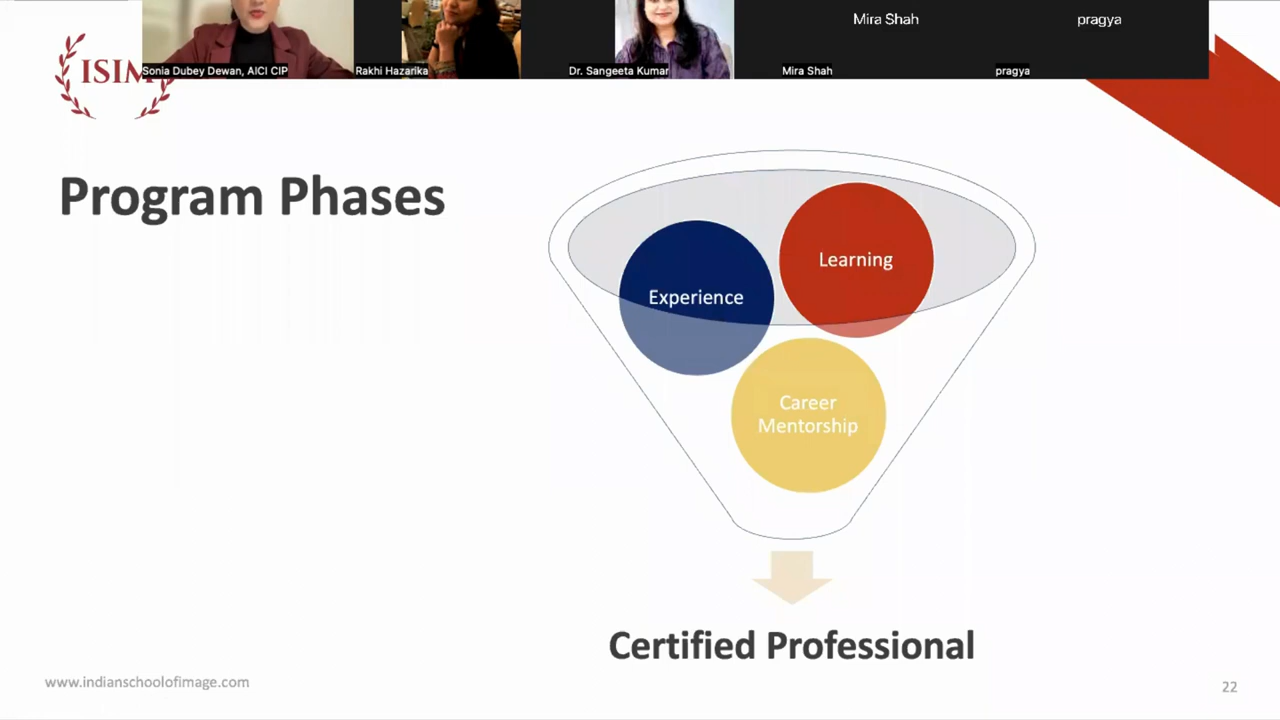 Mira Shah
pragya
Sonia Dubey Dewan, AICI CIP
Rakhi Hazarika
Dr. Sangeeta Kumar
Mira Shah
pragya
ISIM
Program Phases
Learning
Experience
Career
Mentorship
Certified Professional
www.indianschoolofimage.com
22